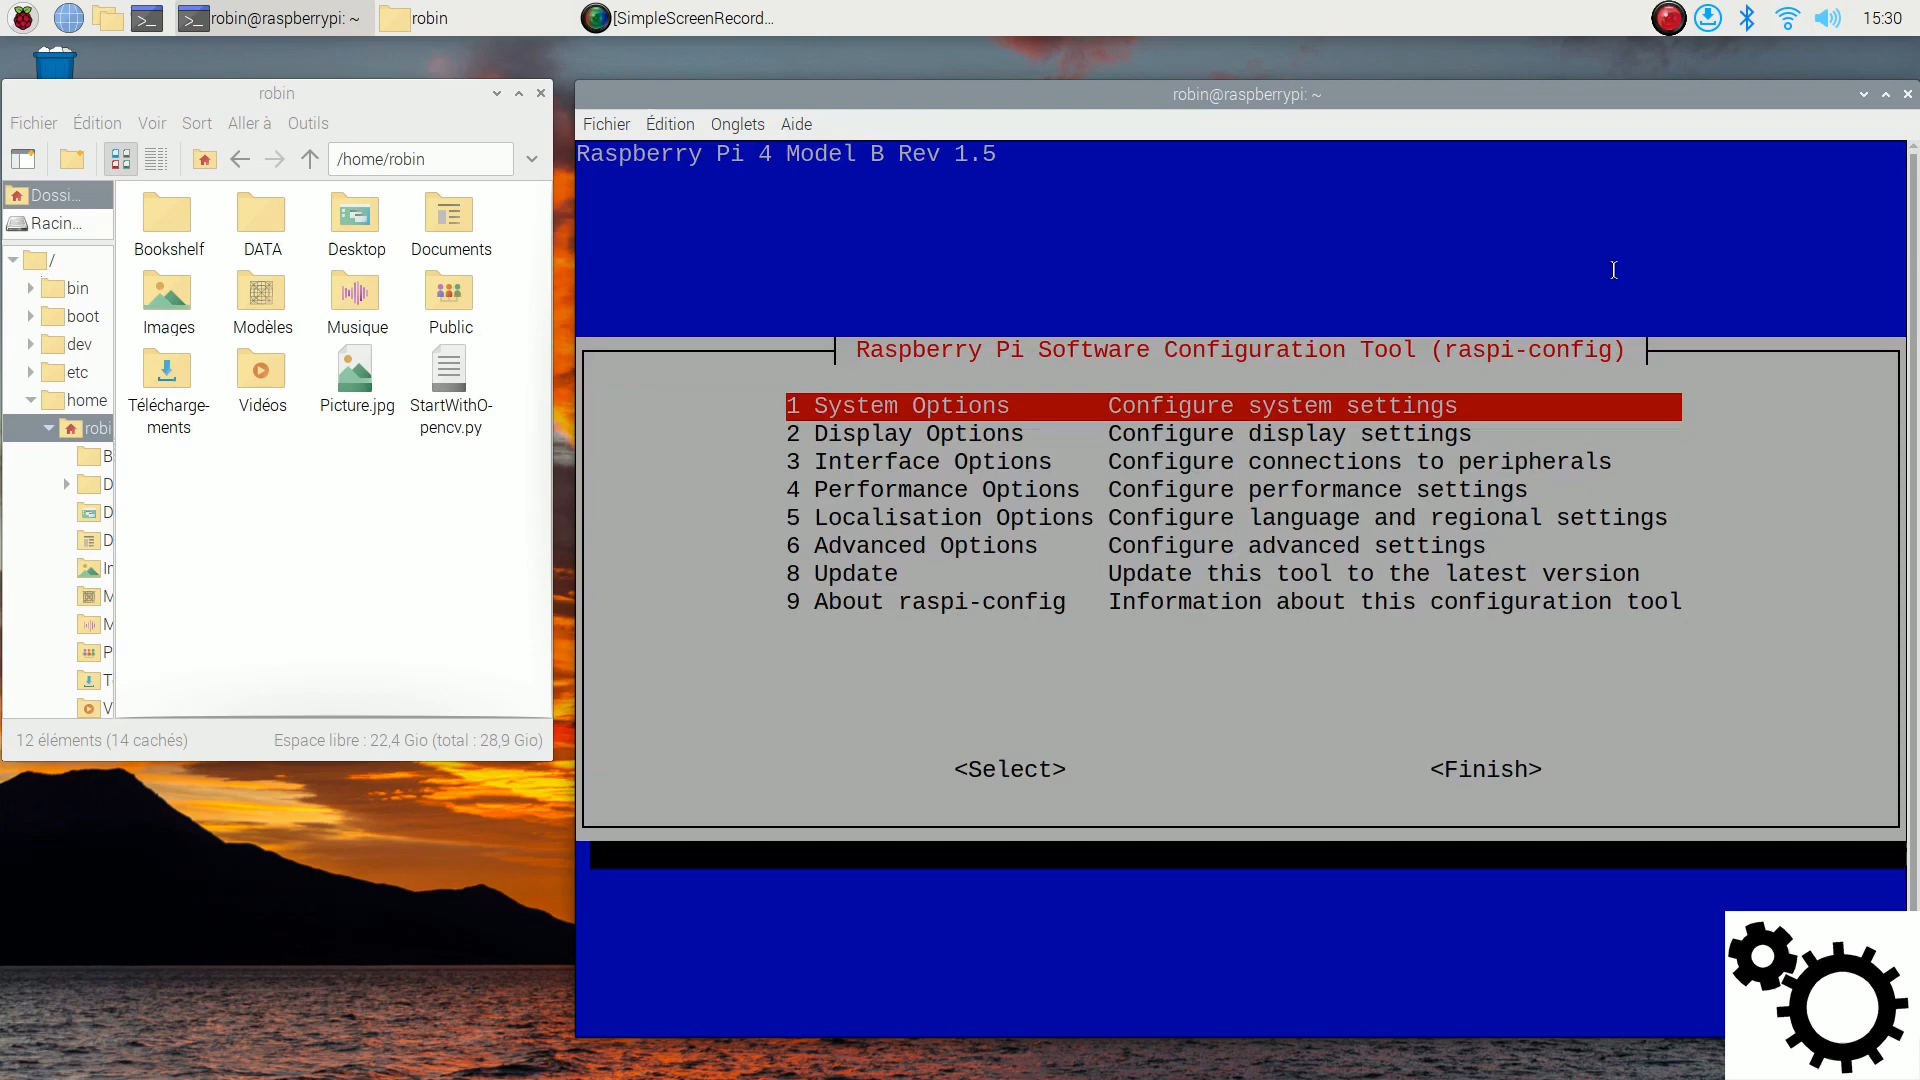 robin@raspberrypi: ~
robin
[SimpleScreenRecord...
15:30
robin
Fichier Édition Voir Sort Aller à Outils
/home/robin
Dossi...
Racin...
/
bin
boot
dev
etc
home
robi
B
D
D
D
In
M
M
P
T
V
Bookshelf DATA Desktop Documents
Images Modèles Musique Public
Télécharge-
ments
Vidéos
Picture.jpg
StartWithO-
pencv.py
12 éléments (14 cachés) Espace libre : 22,4 Gio (total : 28,9 Gio)
robin@raspberrypi: ~
Fichier Édition Onglets Aide
Raspberry Pi 4 Model B Rev 1.5
Raspberry Pi Software Configuration Tool (raspi-config)
1 System Options Configure system settings
2 Display Options Configure display settings
3 Interface Options Configure connections to peripherals
4 Performance Options Configure performance settings
5 Localisation Options Configure language and regional settings
6 Advanced Options Configure advanced settings
8 Update Update this tool to the latest version
9 About raspi-config Information about this configuration tool
<Select> <Finish>